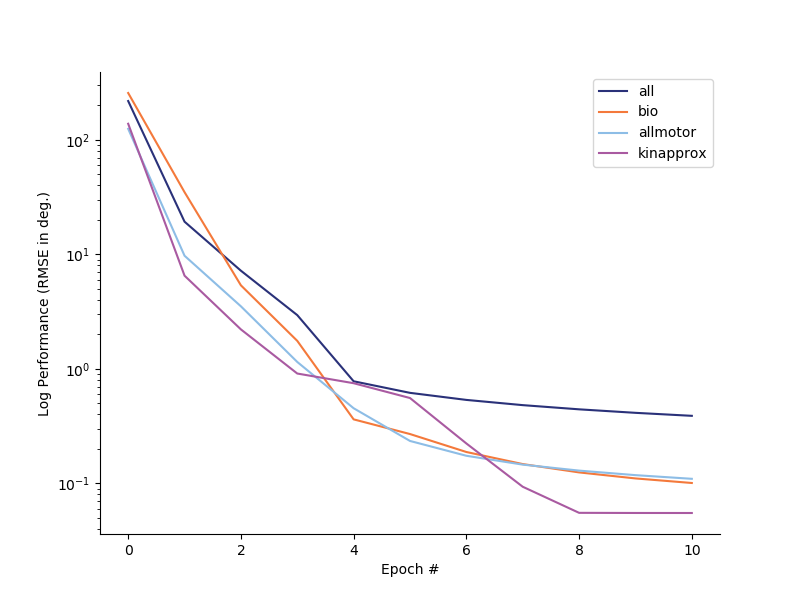 all
bio
allmotor
kinapprox
Log Performance (RMSE in deg.)
10²
10¹
10⁰
10⁻¹
0 2 4 6 8 10
Epoch #